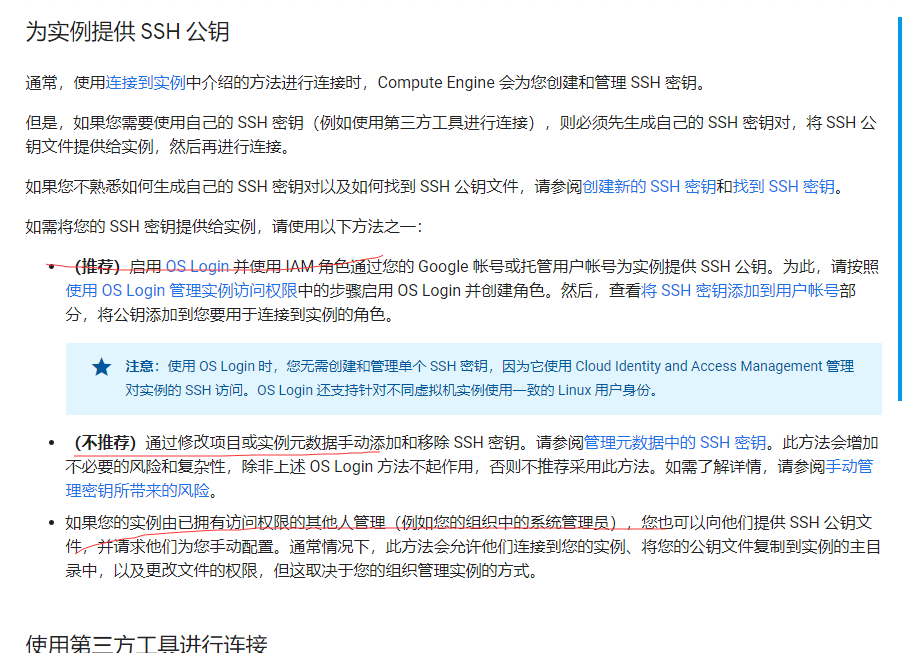 为实例提供 SSH 公钥
通常，使用连接到实例中介绍的方法进行连接时，Compute Engine 会为您创建和管理 SSH 密钥。
但是，如果您需要使用自己的 SSH 密钥（例如使用第三方工具进行连接），则必须先生成自己的 SSH 密钥对，将 SSH 公
钥文件提供给实例，然后再进行连接。
如果您不熟悉如何生成自己的 SSH 密钥对以及如何找到 SSH 公钥文件，请参阅创建新的 SSH 密钥和找到 SSH 密钥。
如需将您的 SSH 密钥提供给实例，请使用以下方法之一：
• （推荐）启用 OS Login 并使用 IAM 角色通过您的 Google 帐号或托管用户帐号为实例提供 SSH 公钥。为此，请按照
使用 OS Login 管理实例访问权限中的步骤启用 OS Login 并创建角色。然后，查看将 SSH 密钥添加到用户帐号部
分，将公钥添加到您要用于连接到实例的角色。
注意：使用 OS Login 时，您无需创建和管理单个 SSH 密钥，因为它使用 Cloud Identity and Access Management 管理
对实例的 SSH 访问。OS Login 还支持针对不同虚拟机实例使用一致的 Linux 用户身份。
• （不推荐）通过修改项目或实例元数据手动添加和移除 SSH 密钥。请参阅管理元数据中的 SSH 密钥。此方法会增加
不必要的风险和复杂性，除非上述 OS Login 方法不起作用，否则不推荐采用此方法。如需了解详情，请参阅手动管
理密钥所带来的风险。
• 如果您的实例由已拥有访问权限的其他人管理（例如您的组织中的系统管理员），您也可以向他们提供 SSH 公钥文
件，并请求他们为您手动配置。通常情况下，此方法会允许他们连接到您的实例、将您的公钥文件复制到实例的主目
录中，以及更改文件的权限，但这取决于您的组织管理实例的方式。
使用第三方工具进行连接